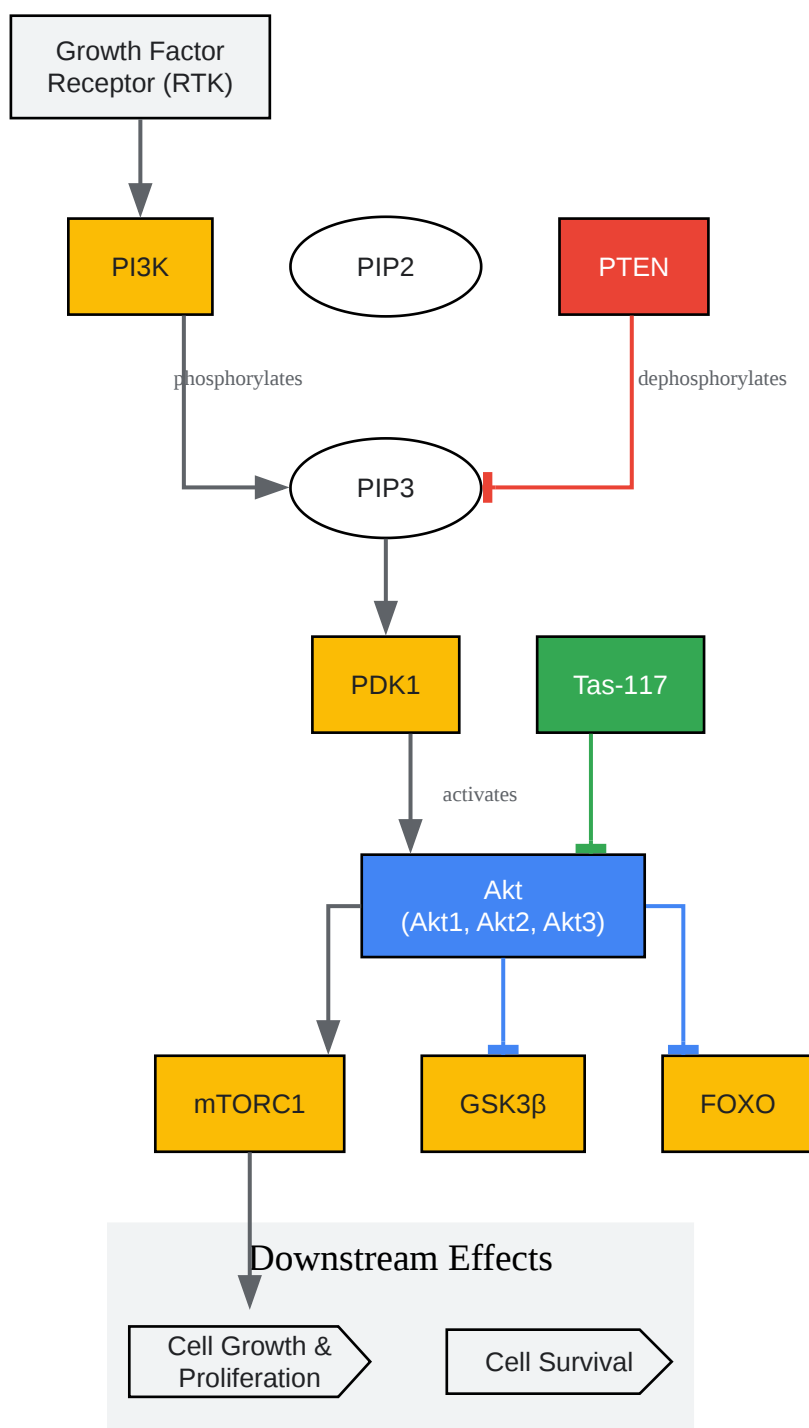 Growth Factor
Receptor (RTK)
PI3K
PIP2
PTEN
phosphorylates
dephosphorylates
PIP3
PDK1
Tas-117
activates
Akt
(Akt1, Akt2, Akt3)
mTORC1
GSK3β
FOXO
Downstream Effects
Cell Growth &
Proliferation
Cell Survival